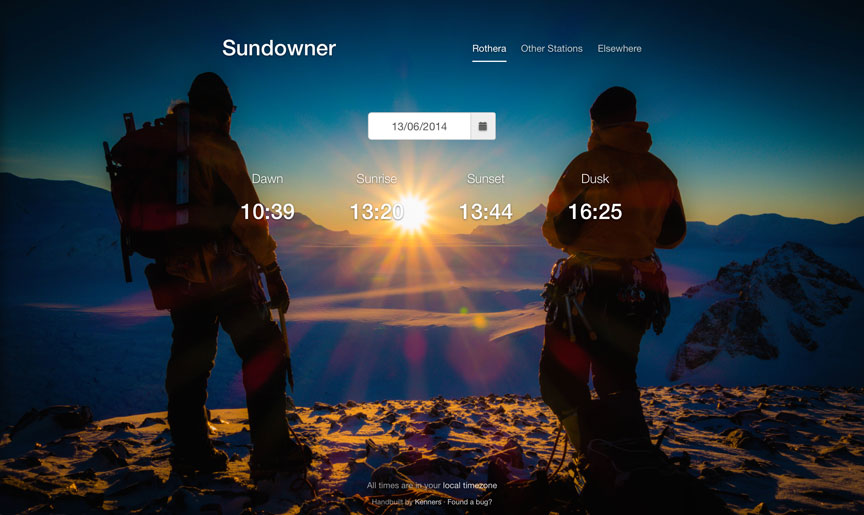 Sundowner
Rothera Other Stations Elsewhere
13/06/2014
Dawn Sunrise Sunset Dusk
10:39 13:20 13:44 16:25
All times are in your local timezone
Handbuilt by Kenners · Found a bug?